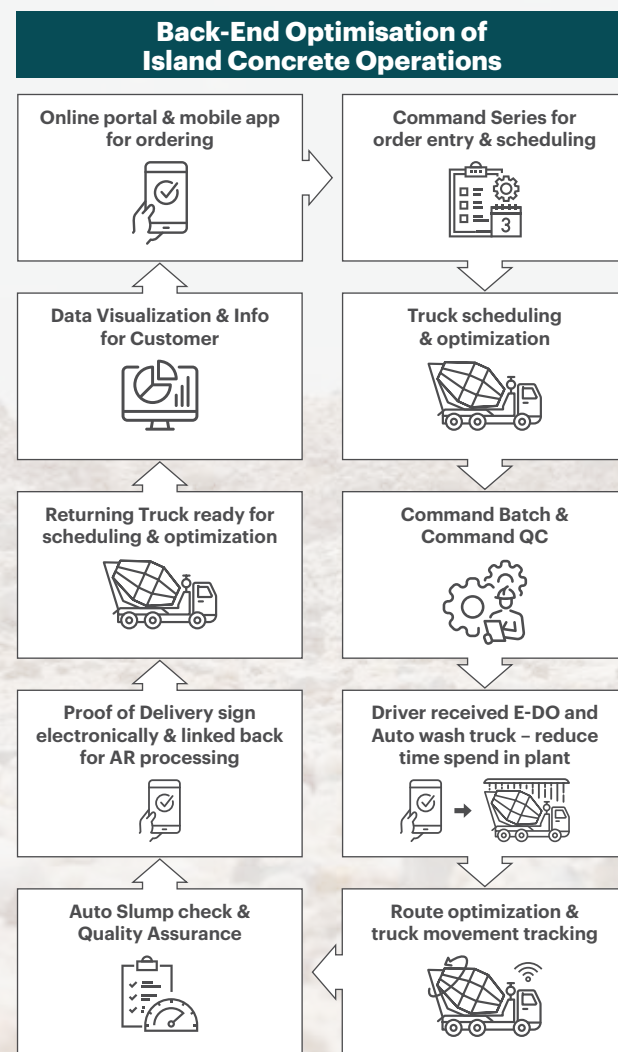 Back-End Optimisation of
Island Concrete Operations
Online portal & mobile app
for ordering
Command Series for
order entry & scheduling
3
Truck scheduling
& optimization
Command Batch &
Command QC
Driver received E-DO and
Auto wash truck – reduce
time spend in plant
Route optimization &
truck movement tracking
Auto Slump check &
Quality Assurance
Proof of Delivery sign
electronically & linked back
for AR processing
Returning Truck ready for
scheduling & optimization
Data Visualization & Info
for Customer